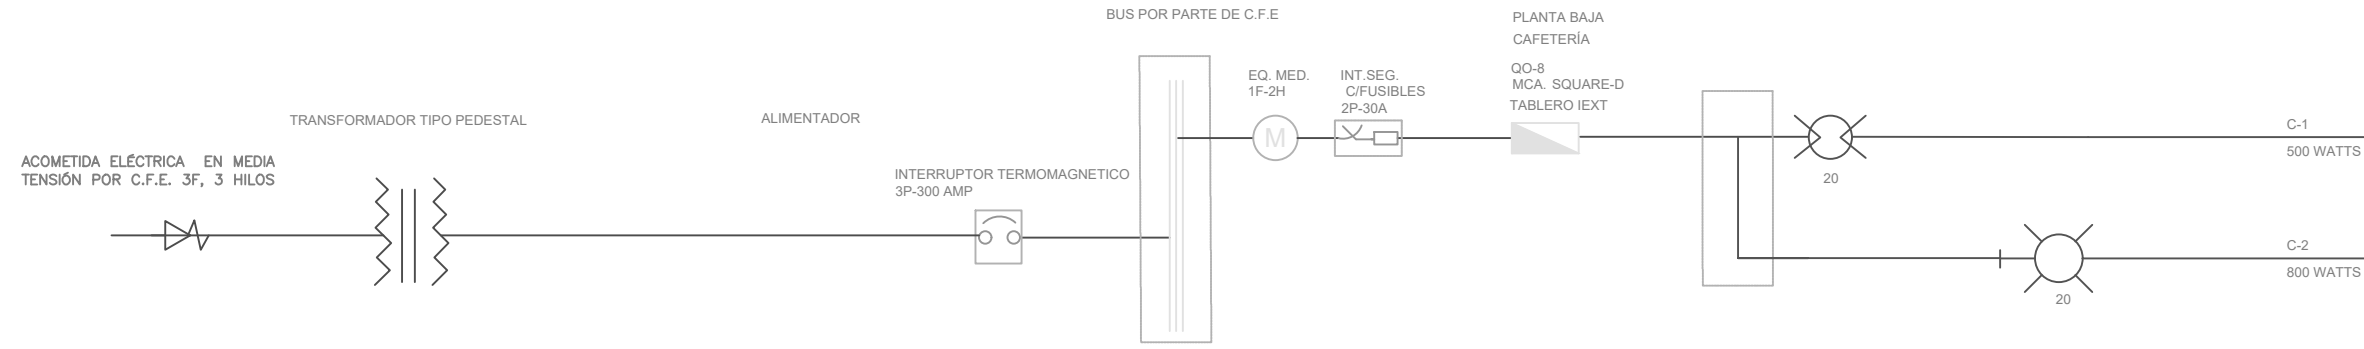 ACOMETIDA ELÉCTRICA EN MEDIA
TENSIÓN POR C.F.E. 3F, 3 HILOS
TRANSFORMADOR TIPO PEDESTAL
ALIMENTADOR
INTERRUPTOR TERMOMAGNETICO
3P-300 AMP
BUS POR PARTE DE C.F.E
EQ. MED.
1F-2H
M
INT.SEG.
C/FUSIBLES
2P-30A
PLANTA BAJA
CAFETERÍA
QO-8
MCA. SQUARE-D
TABLERO IEXT
20
C-1
500 WATTS
20
C-2
800 WATTS